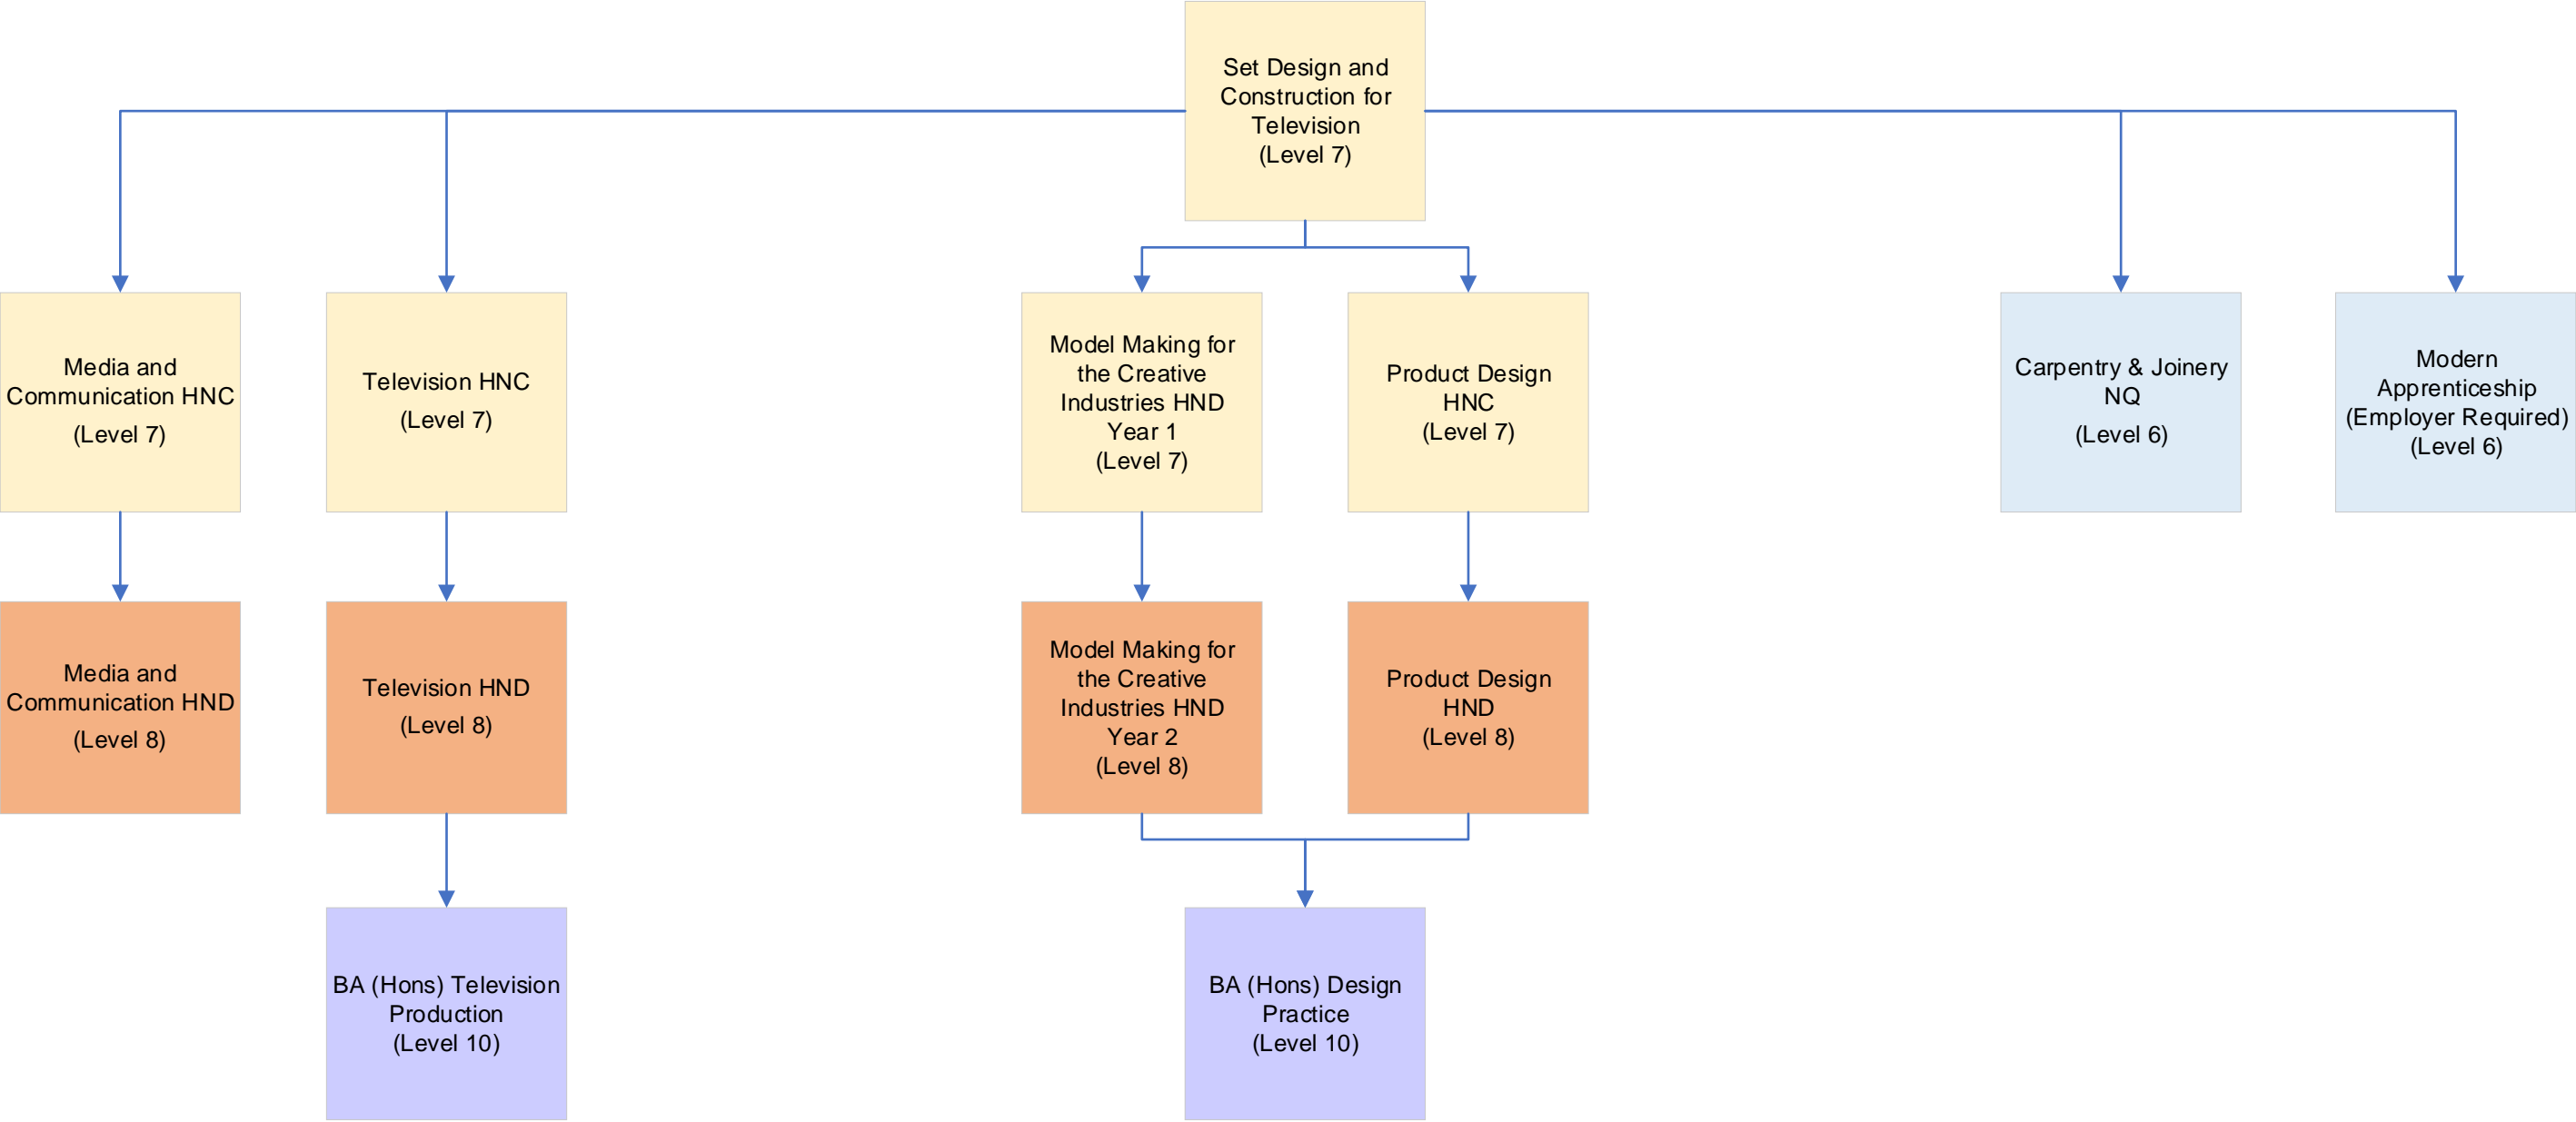 Set Design and
Construction for
Television
(Level 7)
Media and
Communication HNC
(Level 7)
Television HNC
(Level 7)
Model Making for
the Creative
Industries HND
Year 1
(Level 7)
Product Design
HNC
(Level 7)
Carpentry & Joinery
NQ
(Level 6)
Modern
Apprenticeship
(Employer Required)
(Level 6)
Media and
Communication HND
(Level 8)
Television HND
(Level 8)
Model Making for
the Creative
Industries HND
Year 2
(Level 8)
Product Design
HND
(Level 8)
BA (Hons) Television
Production
(Level 10)
BA (Hons) Design
Practice
(Level 10)